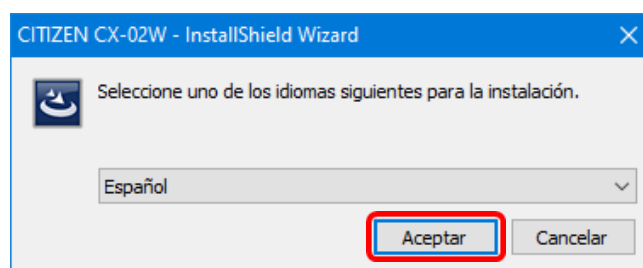 CITIZEN CX-02W - InstallShield Wizard
Seleccione uno de los idiomas siguientes para la instalación.
Español
Aceptar Cancelar